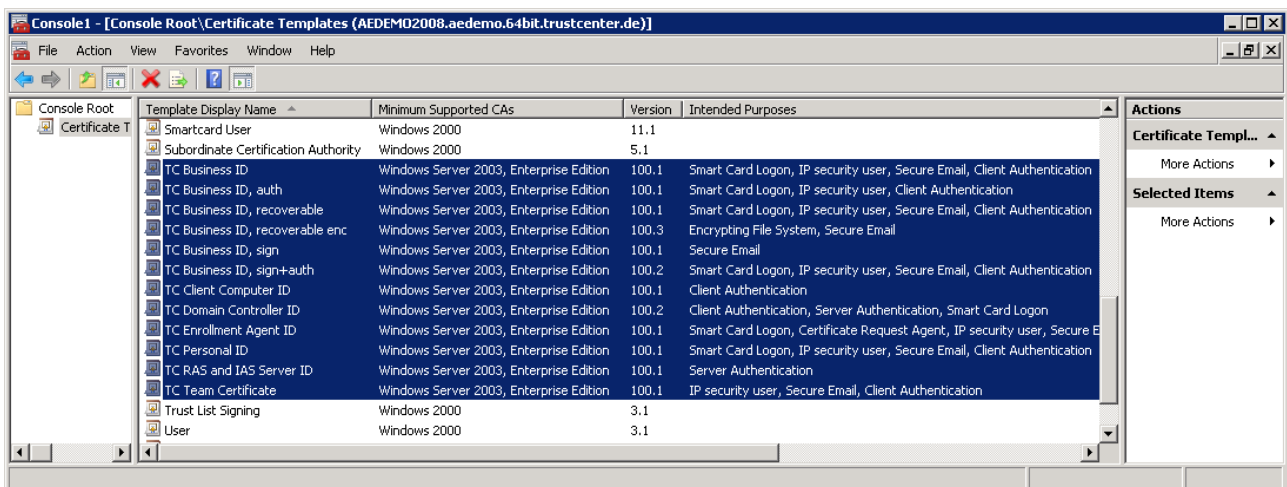 Console1 - [Console Root\Certificate Templates (AEDEMO2008.aedemo.64bit.trustcenter.de)]
File Action View Favorites Window Help
Console Root
Certificate T
Template Display Name Minimum Supported CAs Version Intended Purposes
Smartcard User Windows 2000 11.1
Subordinate Certification Authority Windows 2000 5.1
TC Business ID Windows Server 2003, Enterprise Edition 100.1 Smart Card Logon, IP security user, Secure Email, Client Authentication
TC Business ID, auth Windows Server 2003, Enterprise Edition 100.1 Smart Card Logon, IP security user, Client Authentication
TC Business ID, recoverable Windows Server 2003, Enterprise Edition 100.1 Smart Card Logon, IP security user, Secure Email, Client Authentication
TC Business ID, recoverable enc Windows Server 2003, Enterprise Edition 100.3 Encrypting File System, Secure Email
TC Business ID, sign Windows Server 2003, Enterprise Edition 100.1 Secure Email
TC Business ID, sign+auth Windows Server 2003, Enterprise Edition 100.2 Smart Card Logon, IP security user, Secure Email, Client Authentication
TC Client Computer ID Windows Server 2003, Enterprise Edition 100.1 Client Authentication
TC Domain Controller ID Windows Server 2003, Enterprise Edition 100.2 Client Authentication, Server Authentication, Smart Card Logon
TC Enrollment Agent ID Windows Server 2003, Enterprise Edition 100.1 Smart Card Logon, Certificate Request Agent, IP security user, Secure E
TC Personal ID Windows Server 2003, Enterprise Edition 100.1 Smart Card Logon, IP security user, Secure Email, Client Authentication
TC RAS and IAS Server ID Windows Server 2003, Enterprise Edition 100.1 Server Authentication
TC Team Certificate Windows Server 2003, Enterprise Edition 100.1 IP security user, Secure Email, Client Authentication
Trust List Signing Windows 2000 3.1
User Windows 2000 3.1
Actions
Certificate Templ...
More Actions
Selected Items
More Actions